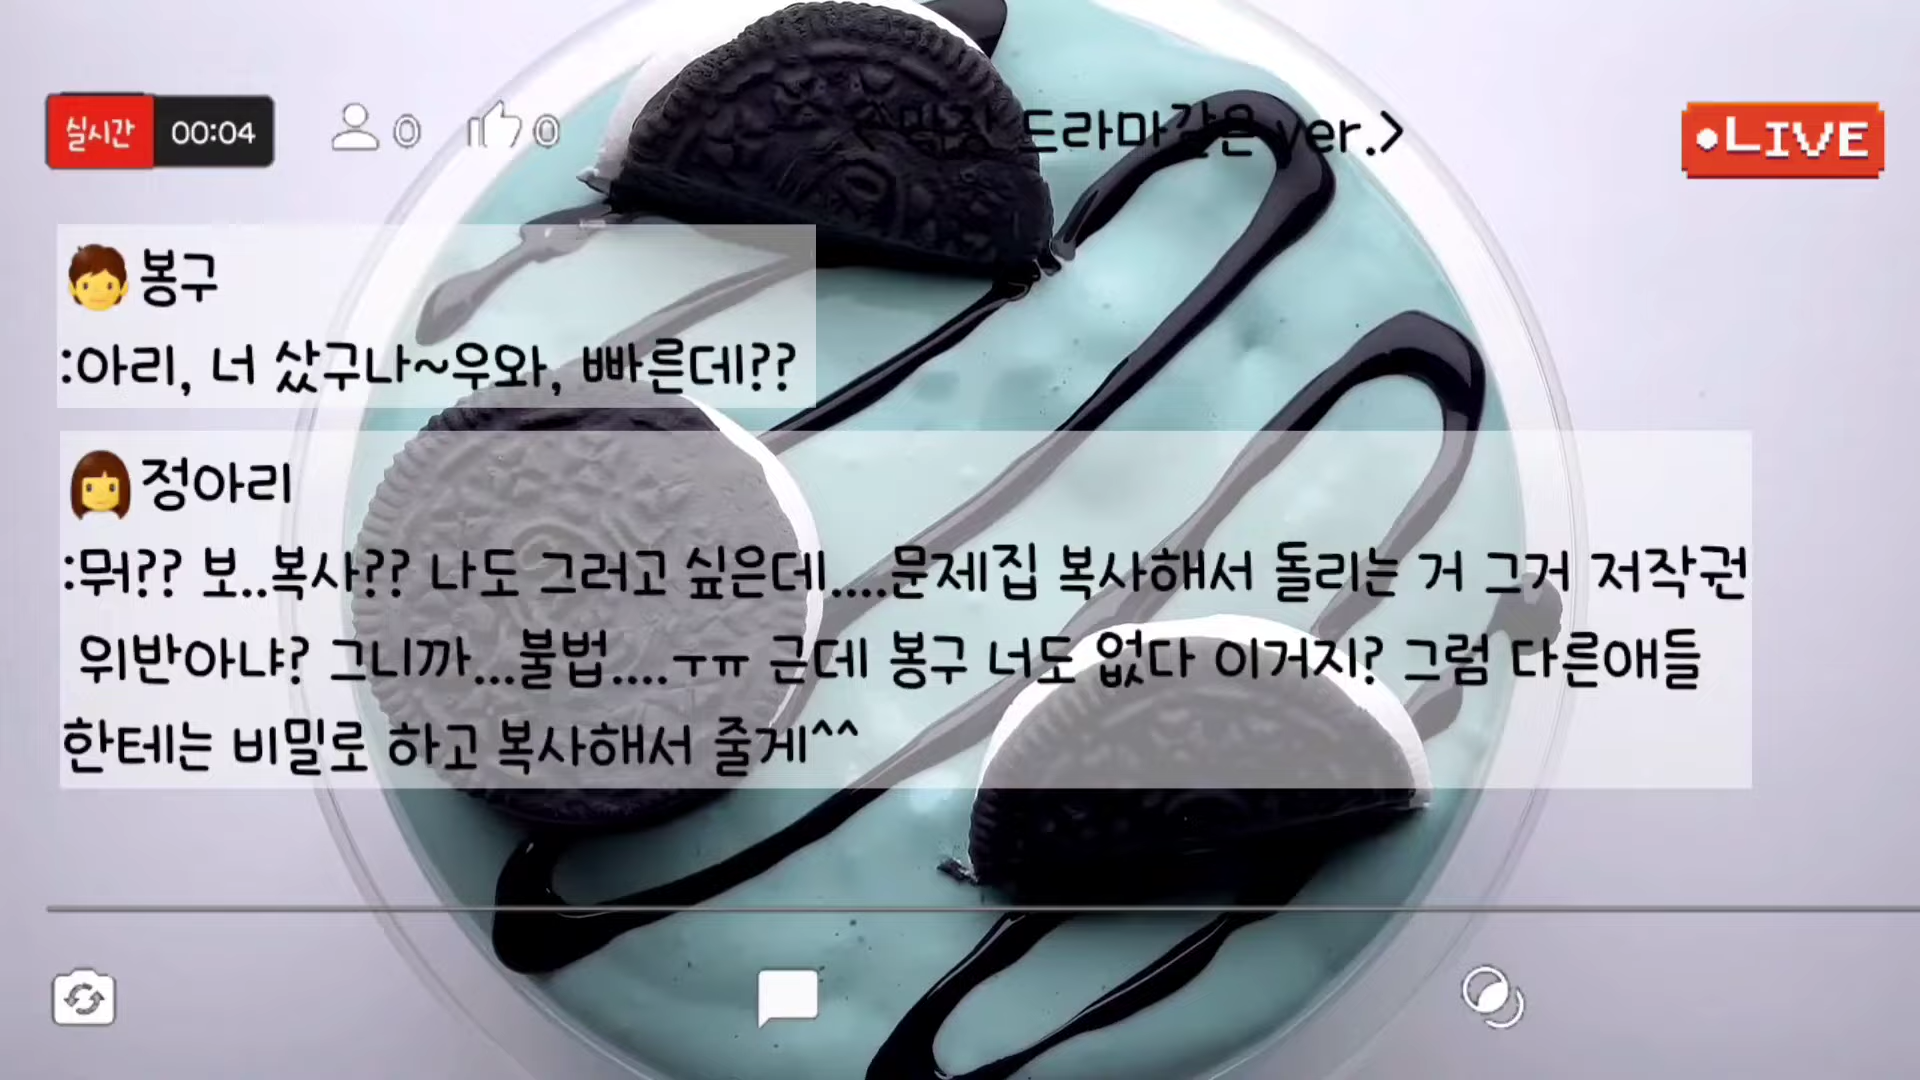 실시간 00:04 0 0
<막장 드라마같은 ver.>
●LIVE
봉구
:아리, 너 샀구나~우와, 빠른데??
정아리
:뭐?? 보..복사?? 나도 그러고 싶은데....문제집 복사해서 돌리는 거 그거 저작권
위반아냐? 그니까...불법....ㅜㅠ 근데 봉구 너도 없다 이거지? 그럼 다른애들
한테는 비밀로 하고 복사해서 줄게^^